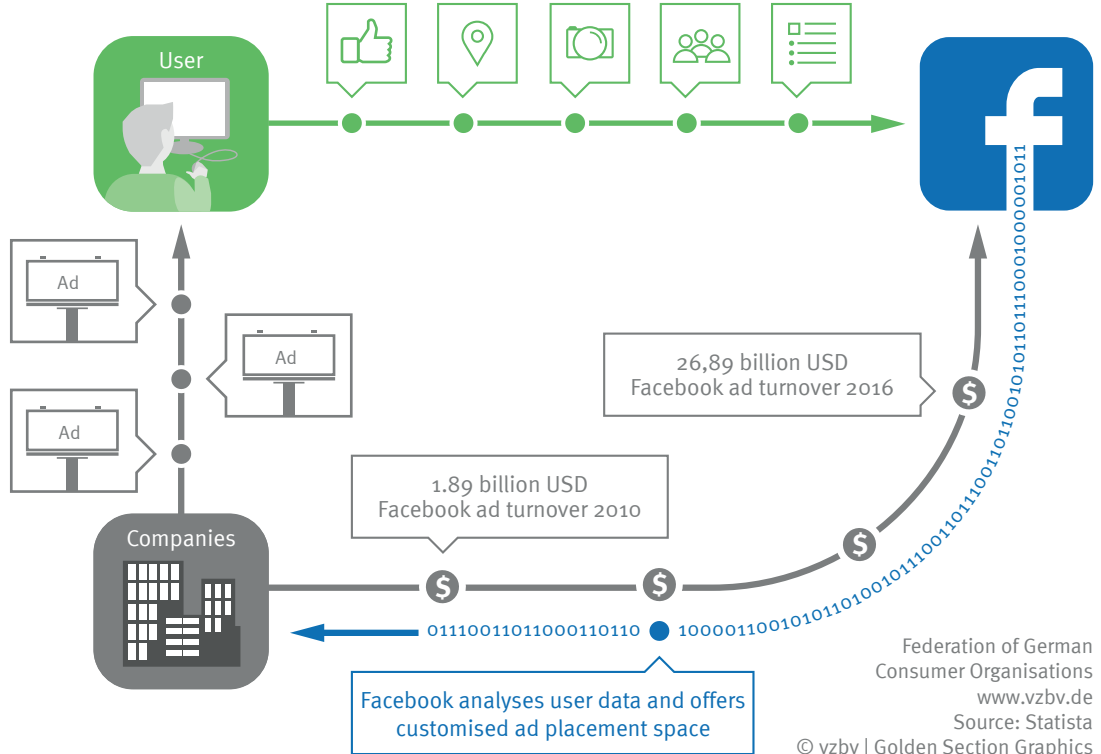 User
Ad
Ad
Ad
26,89 billion USD
Facebook ad turnover 2016
1.89 billion USD
Facebook ad turnover 2010
Companies
Facebook analyses user data and offers
customised ad placement space
Federation of German
Consumer Organisations
www.vzbv.de
Source: Statista
© vzbv | Golden Section Graphics
01110011011000110110